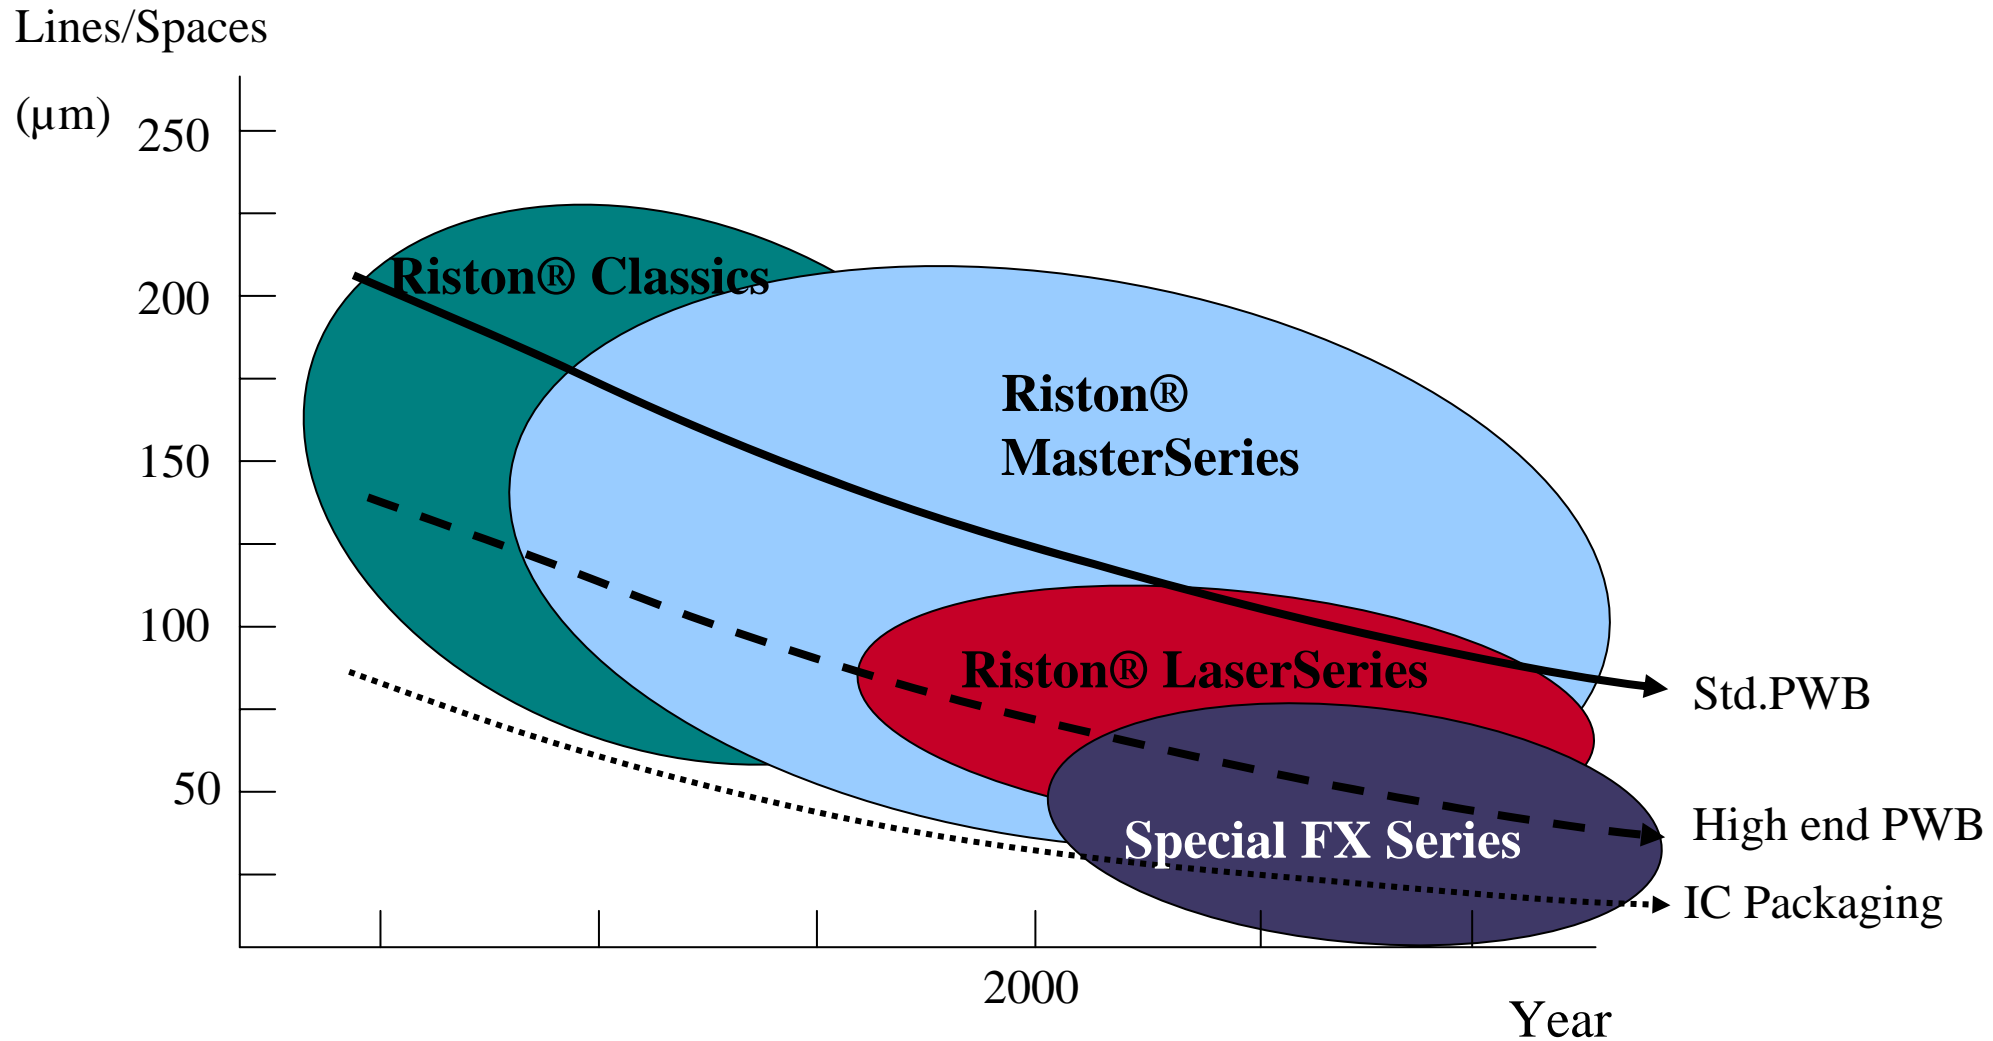 Lines/Spaces
(µm)
250
200
150
100
50
Riston® Classics
Riston®
MasterSeries
Riston® LaserSeries
Special FX Series
Std.PWB
High end PWB
IC Packaging
2000
Year